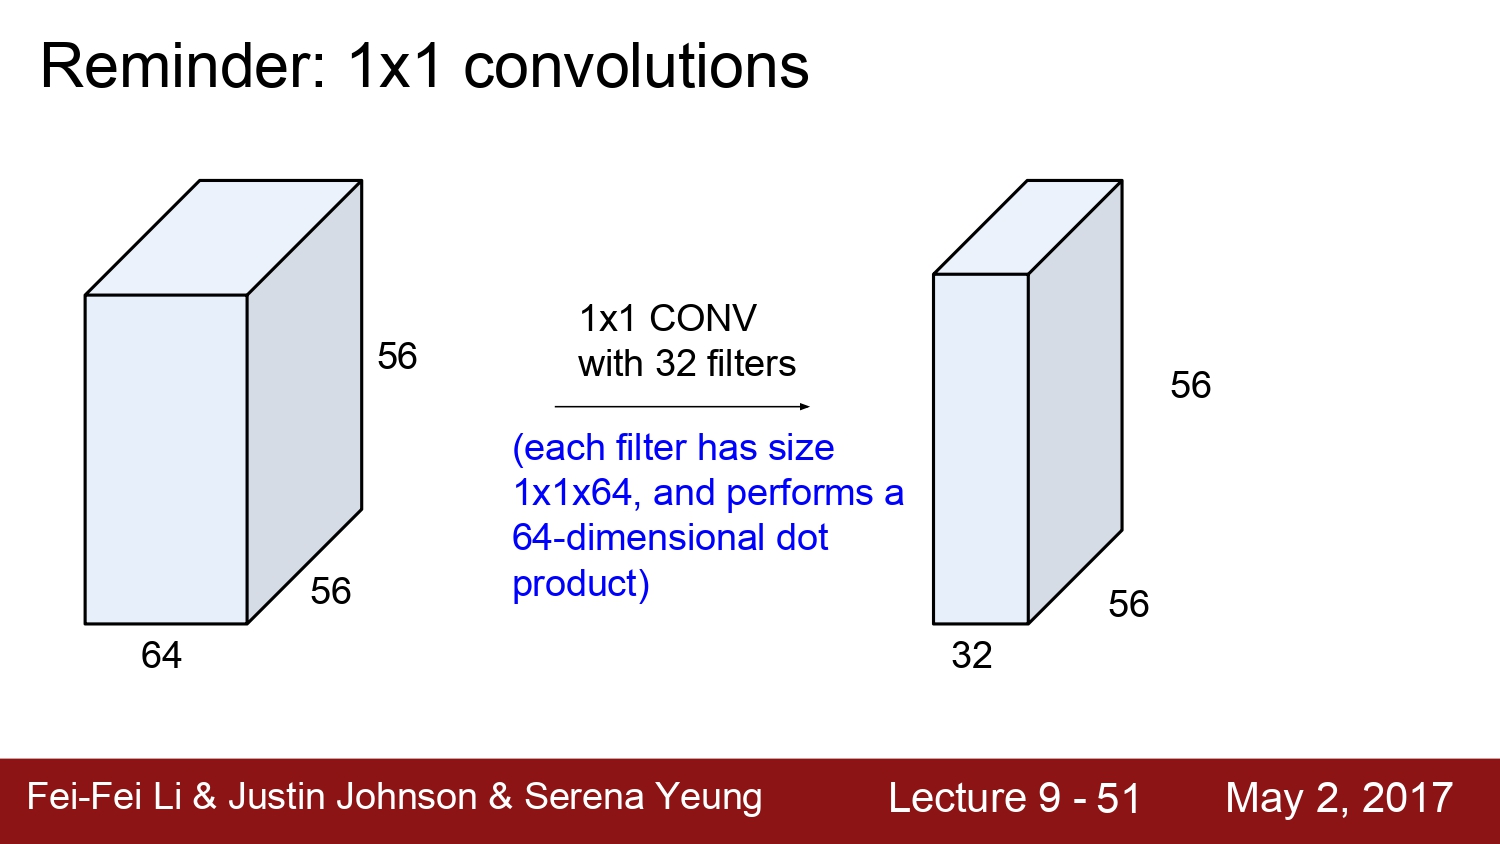 Reminder: 1x1 convolutions
56
56
64
1x1 CONV
with 32 filters
(each filter has size
1x1x64, and performs a
64-dimensional dot
product)
56
56
32
Fei-Fei Li & Justin Johnson & Serena Yeung
Lecture 9 - 51
May 2, 2017